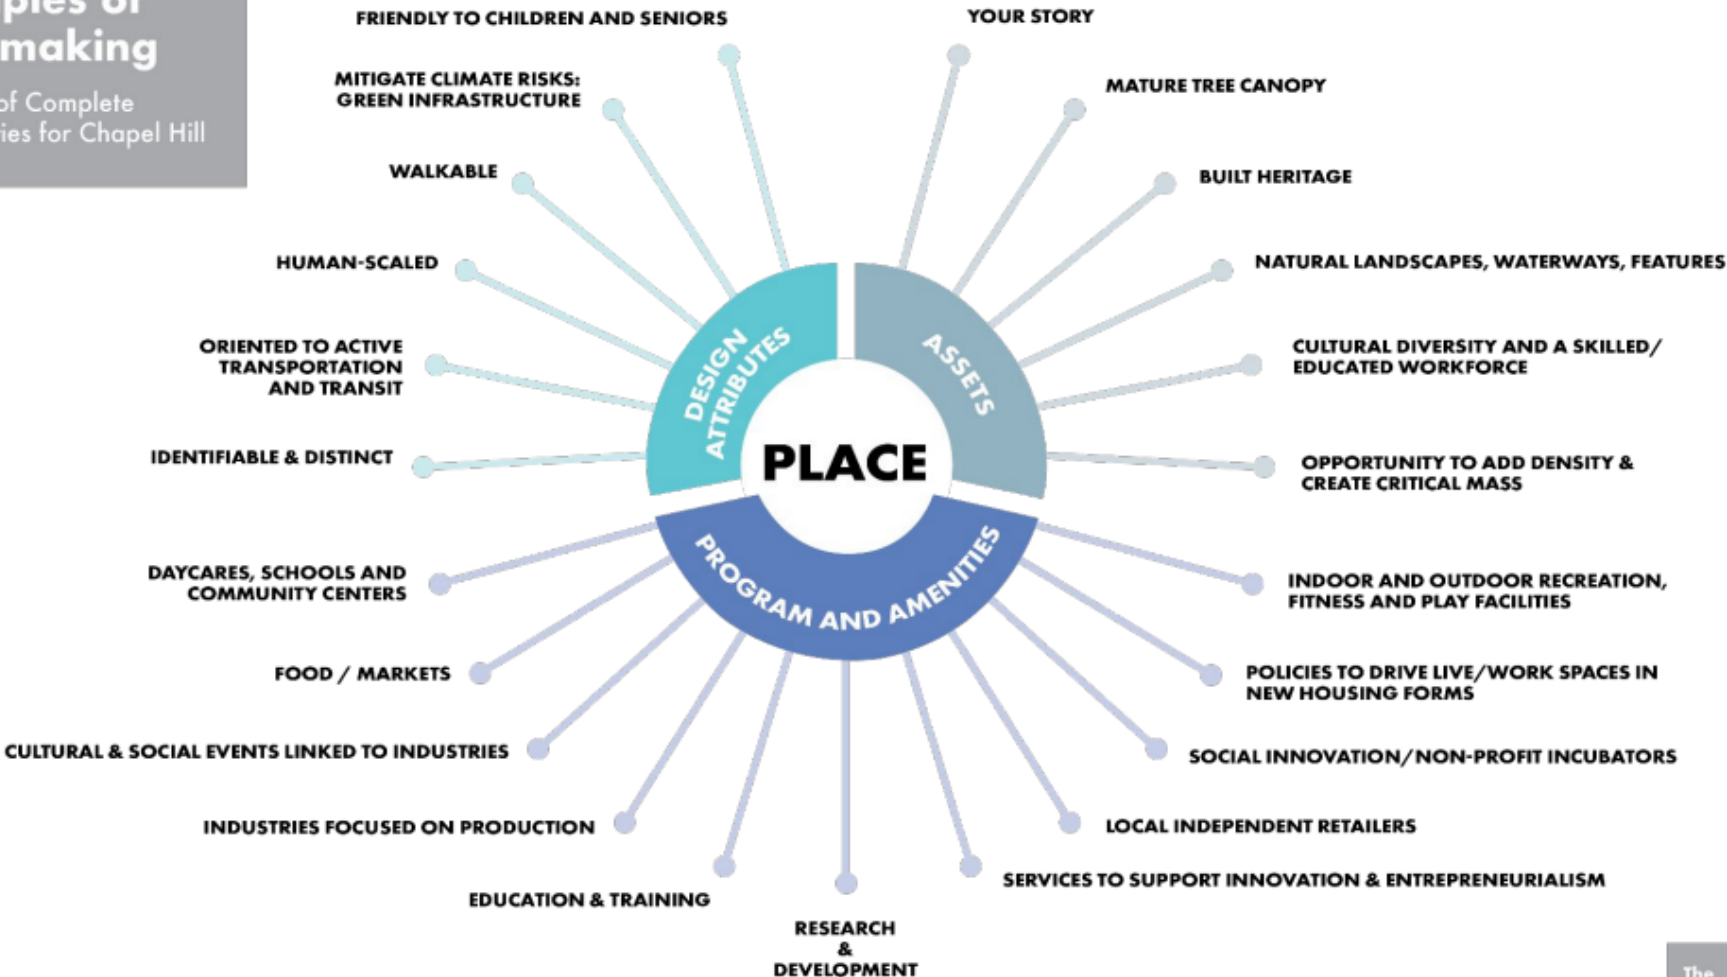 making
of Complete
for Chapel Hill
FRIENDLY TO CHILDREN AND SENIORS
MITIGATE CLIMATE RISKS:
GREEN INFRASTRUCTURE
WALKABLE
HUMAN-SCALED
ORIENTED TO ACTIVE
TRANSPORTATION
AND TRANSIT
IDENTIFIABLE & DISTINCT
YOUR STORY
MATURE TREE CANOPY
BUILT HERITAGE
NATURAL LANDSCAPES, WATERWAYS, FEATURES
CULTURAL DIVERSITY AND A SKILLED/
EDUCATED WORKFORCE
OPPORTUNITY TO ADD DENSITY &
CREATE CRITICAL MASS
DESIGN
ATTRIBUTES
ASSETS
PLACE
PROGRAM AND AMENITIES
DAYCARES, SCHOOLS AND
COMMUNITY CENTERS
FOOD / MARKETS
CULTURAL & SOCIAL EVENTS LINKED TO INDUSTRIES
INDUSTRIES FOCUSED ON PRODUCTION
EDUCATION & TRAINING
RESEARCH
&
DEVELOPMENT
INDOOR AND OUTDOOR RECREATION,
FITNESS AND PLAY FACILITIES
POLICIES TO DRIVE LIVE/WORK SPACES IN
NEW HOUSING FORMS
SOCIAL INNOVATION/NON-PROFIT INCUBATORS
LOCAL INDEPENDENT RETAILERS
SERVICES TO SUPPORT INNOVATION & ENTREPRENEURIALISM
The